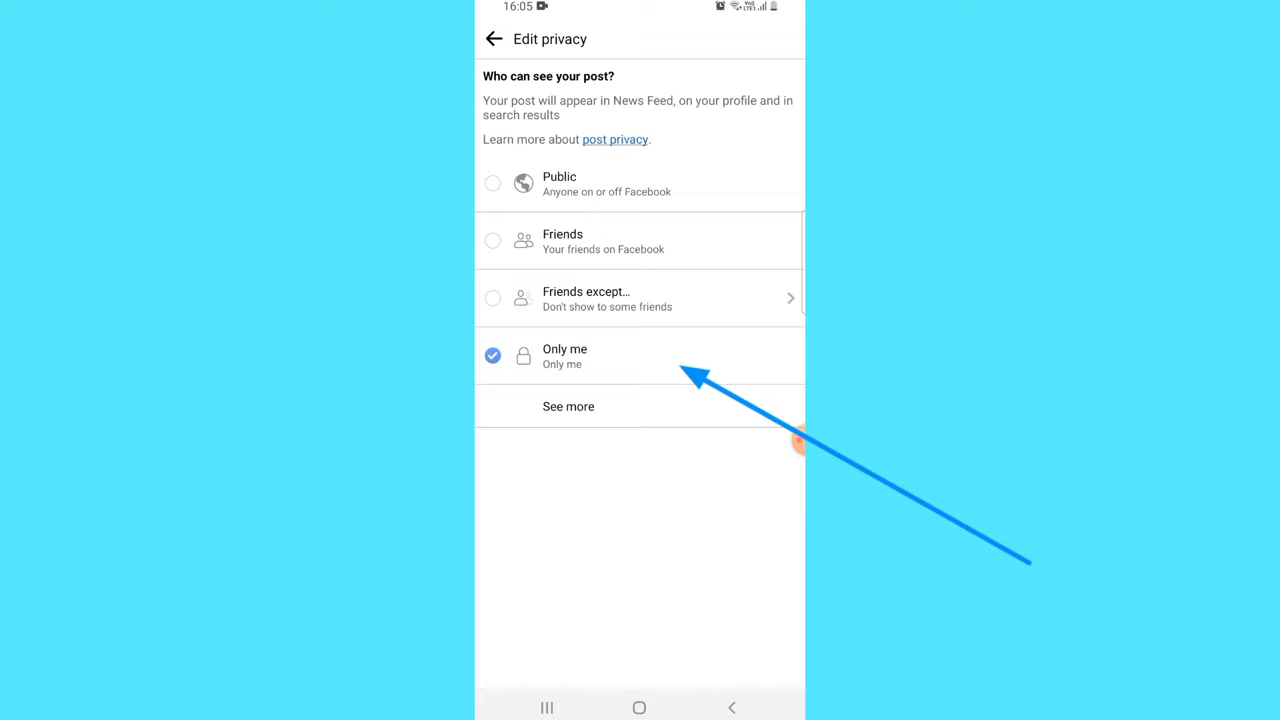 16:05
Edit privacy
Who can see your post?
Your post will appear in News Feed, on your profile and in
search results
Learn more about post privacy.
Public
Anyone on or off Facebook
Friends
Your friends on Facebook
Friends except...
Don't show to some friends
Only me
Only me
See more